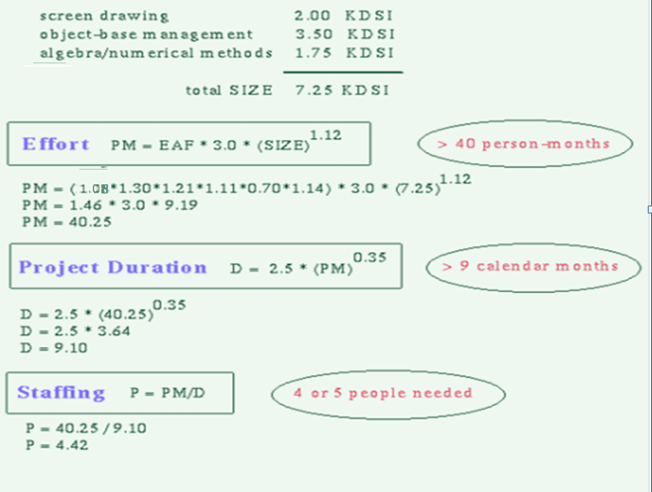 screen drawing 2.00 KDSI
object-base management 3.50 KDSI
algebra/numerical methods 1.75 KDSI
total SIZE 7.25 KDSI
Effort PM = EAF * 3.0 * (SIZE)^1.12 > 40 person-months
PM = (1.08*1.30*1.21*1.11*0.70*1.14) * 3.0 * (7.25)^1.12
PM = 1.46 * 3.0 * 9.19
PM = 40.25
Project Duration D = 2.5 * (PM)^0.35 > 9 calendar months
D = 2.5 * (40.25)^0.35
D = 2.5 * 3.64
D = 9.10
Staffing P = PM/D 4 or 5 people needed
P = 40.25 / 9.10
P = 4.42